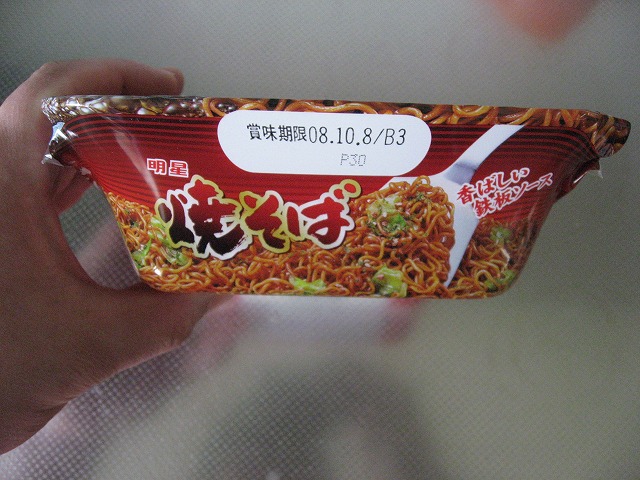 賞味期限08.10.8/B3
P30
明星
焼そば
香ばしい
鉄板ソース